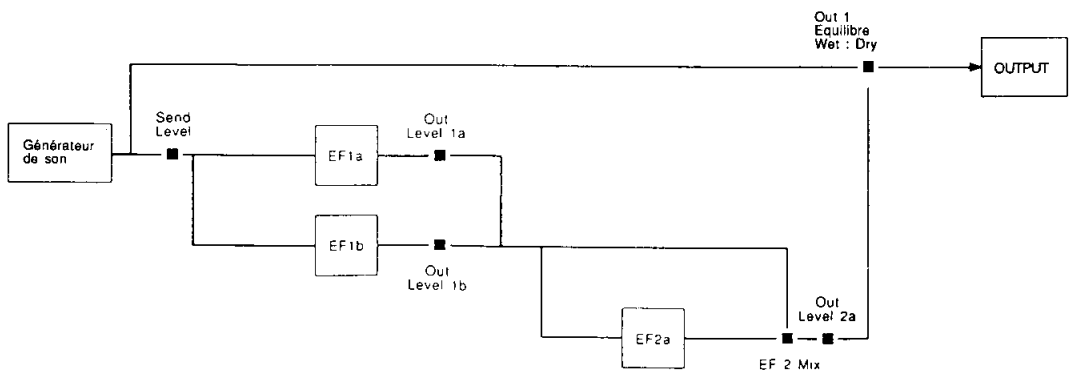 Out 1
Equilibre
Wet : Dry
OUTPUT
Send
Level
Out
Level 1a
Générateur
de son
EF1a
EF1b
Out
Level 1b
Out
Level 2a
EF2a
EF 2 Mix